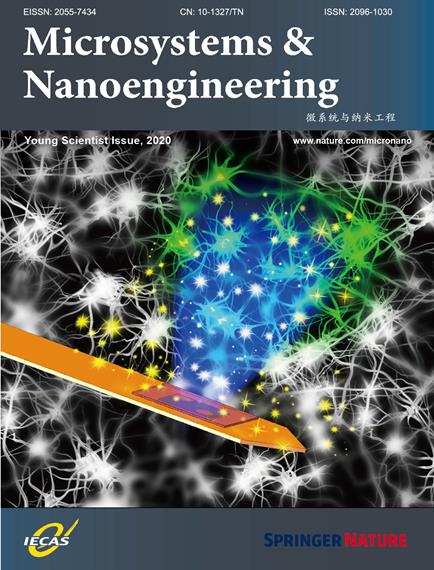 EISSN: 2055-7434 CN: 10-1327/TN ISSN: 2096-1030
Microsystems &
Nanoengineering
微系统与纳米工程
Young Scientist Issue, 2020 www.nature.com/micronano
IECAS SPRINGER NATURE